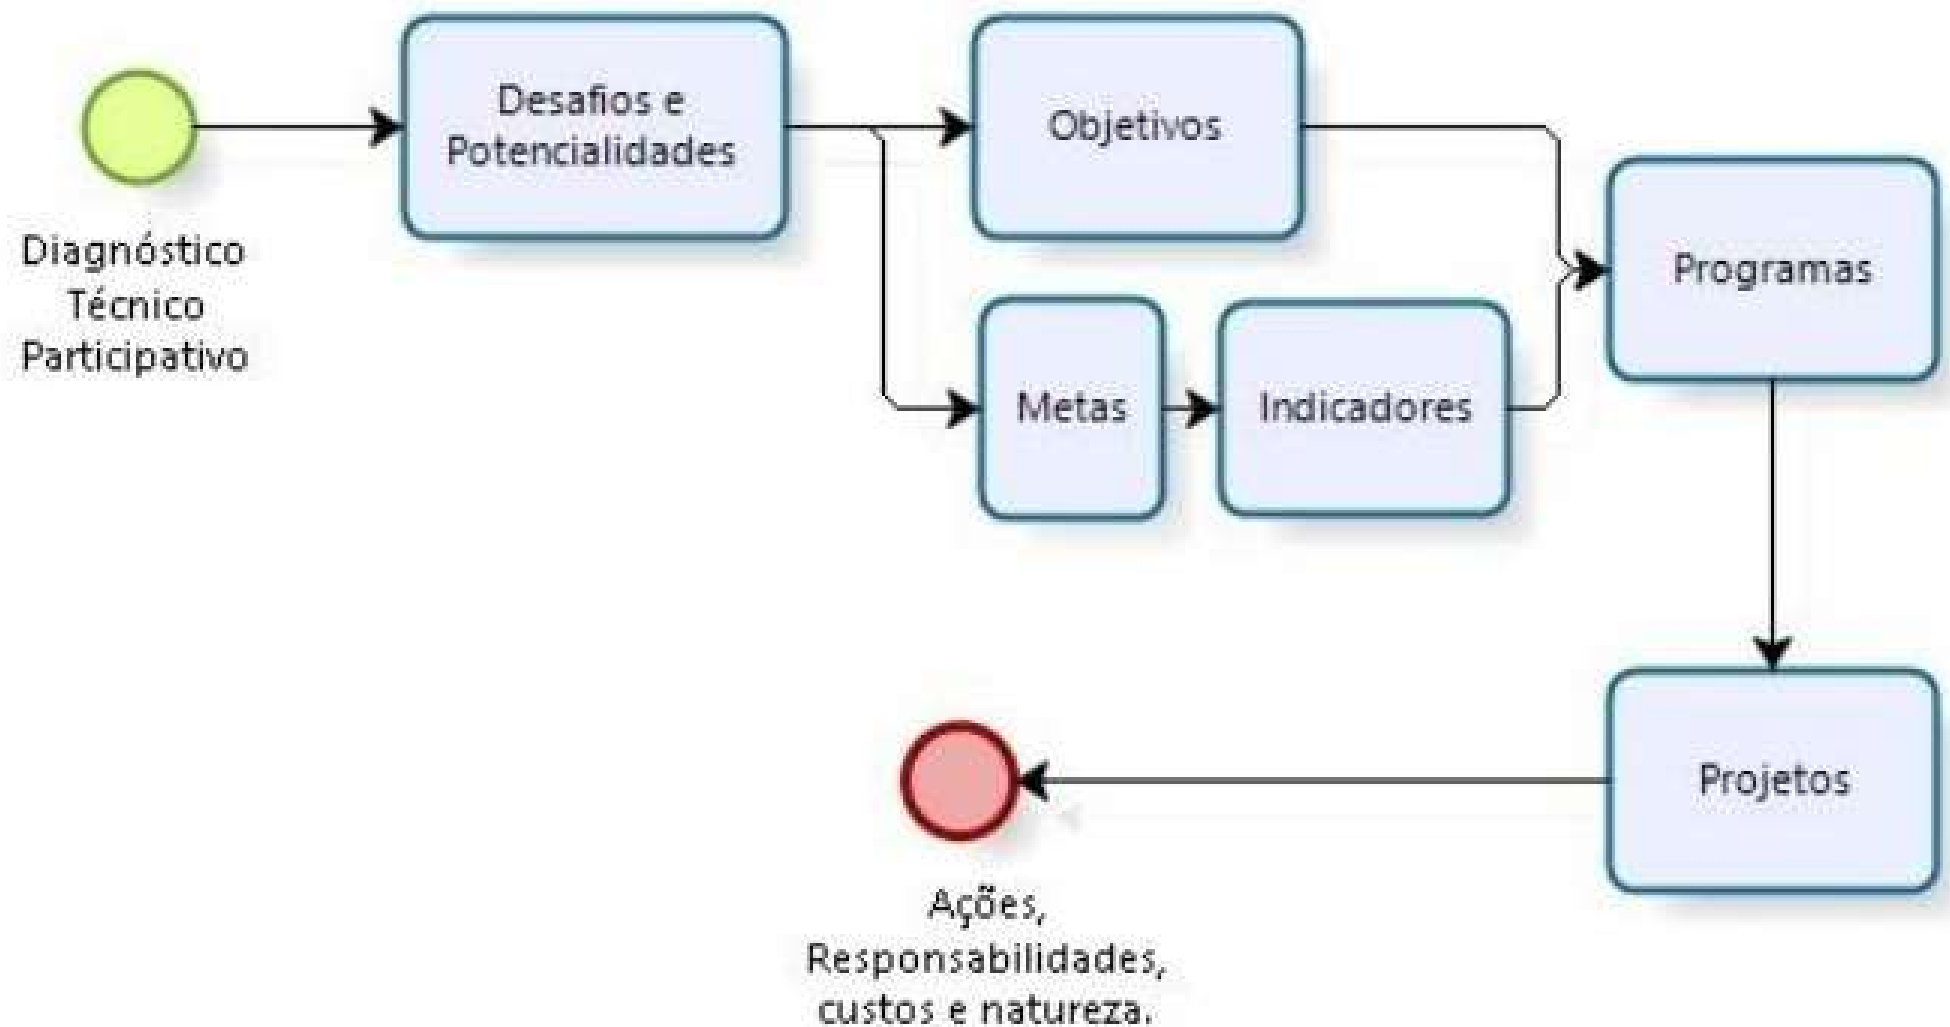 Desafios e
Potencialidades
Objetivos
Diagnóstico
Técnico
Participativo
Programas
Metas
Indicadores
Projetos
Ações,
Responsabilidades,
custos e natureza.